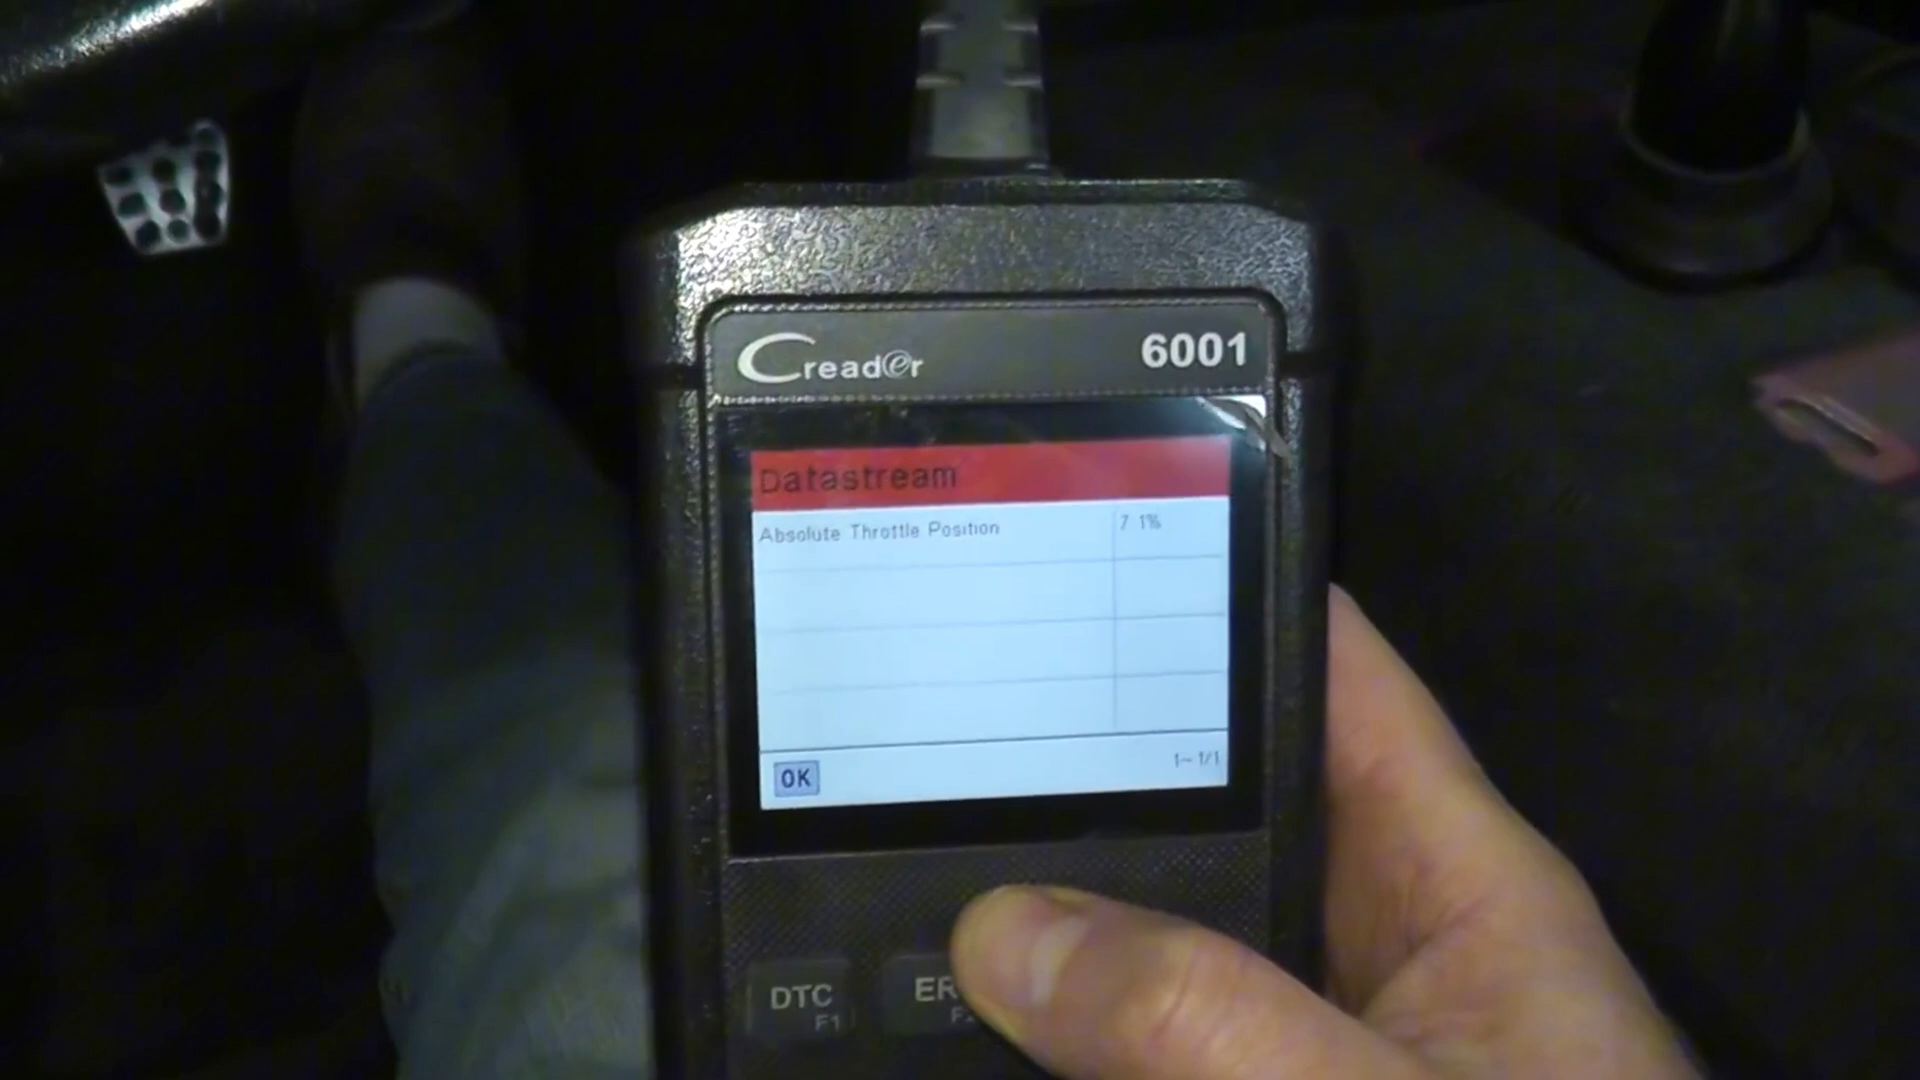 Creader 6001
Datastream
Absolute Throttle Position 7.1%
OK 1~ 1/1
DTC
F1